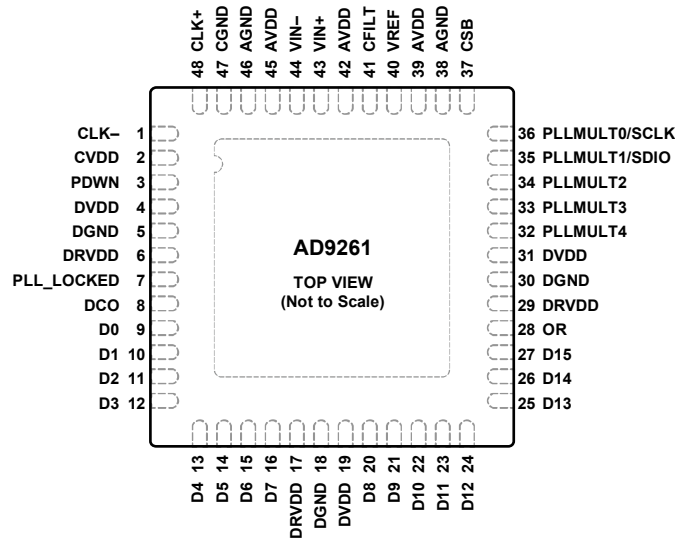 48 CLK+
47 CGND
46 AGND
45 AVDD
44 VIN–
43 VIN+
42 AVDD
41 CFILT
40 VREF
39 AVDD
38 AGND
37 CSB
CLK– 1
CVDD 2
PDWN 3
DVDD 4
DGND 5
DRVDD 6
PLL_LOCKED 7
DCO 8
D0 9
D1 10
D2 11
D3 12
AD9261
TOP VIEW
(Not to Scale)
36 PLLMULT0/SCLK
35 PLLMULT1/SDIO
34 PLLMULT2
33 PLLMULT3
32 PLLMULT4
31 DVDD
30 DGND
29 DRVDD
28 OR
27 D15
26 D14
25 D13
D4 13
D5 14
D6 15
D7 16
DRVDD 17
DGND 18
DVDD 19
D8 20
D9 21
D10 22
D11 23
D12 24